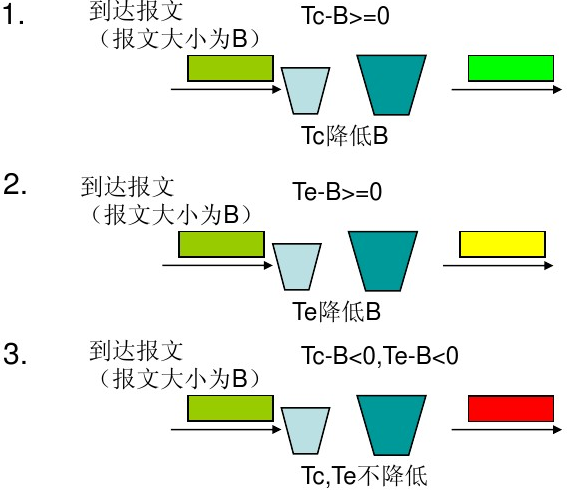 1.
到达报文
（报文大小为B）
Tc-B>=0
Tc降低B
2.
到达报文
（报文大小为B）
Te-B>=0
Te降低B
3.
到达报文
（报文大小为B）
Tc-B<0,Te-B<0
Tc,Te不降低